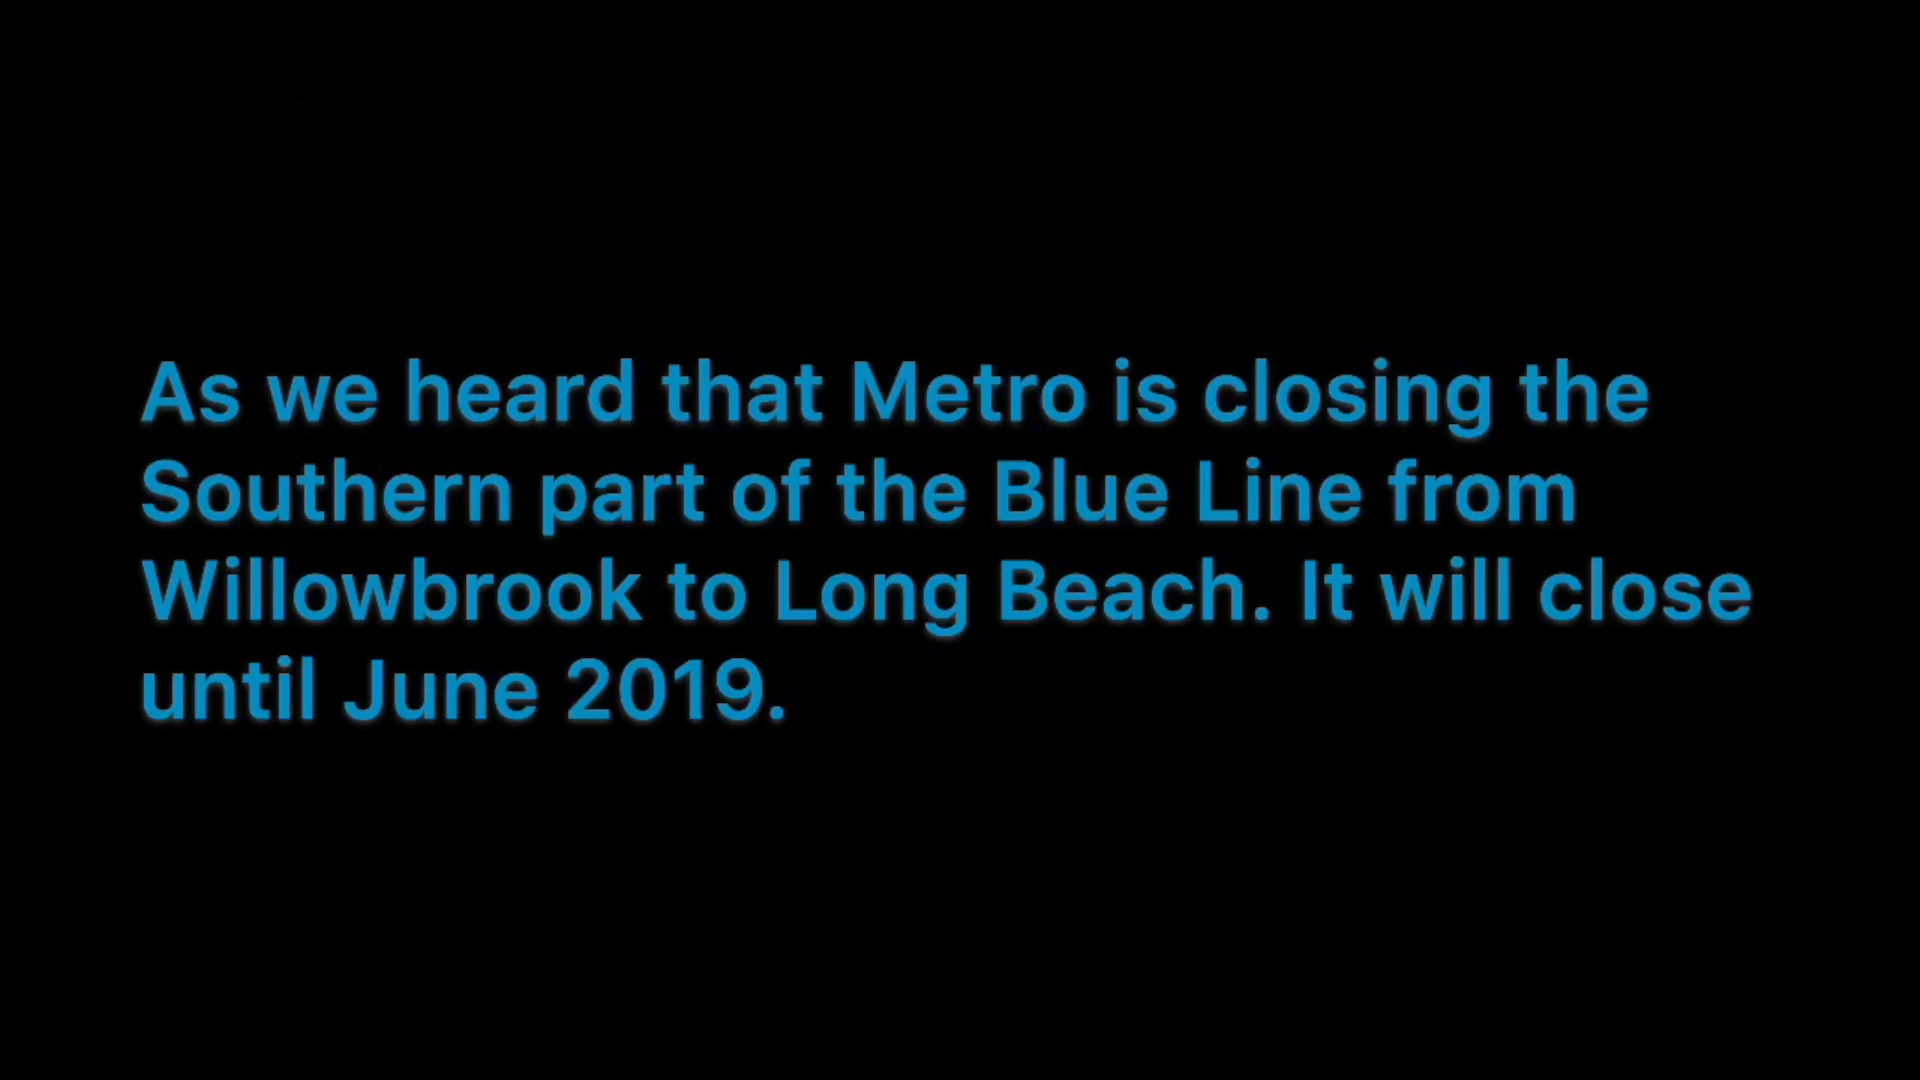 As we heard that Metro is closing the
Southern part of the Blue Line from
Willowbrook to Long Beach. It will close
until June 2019.